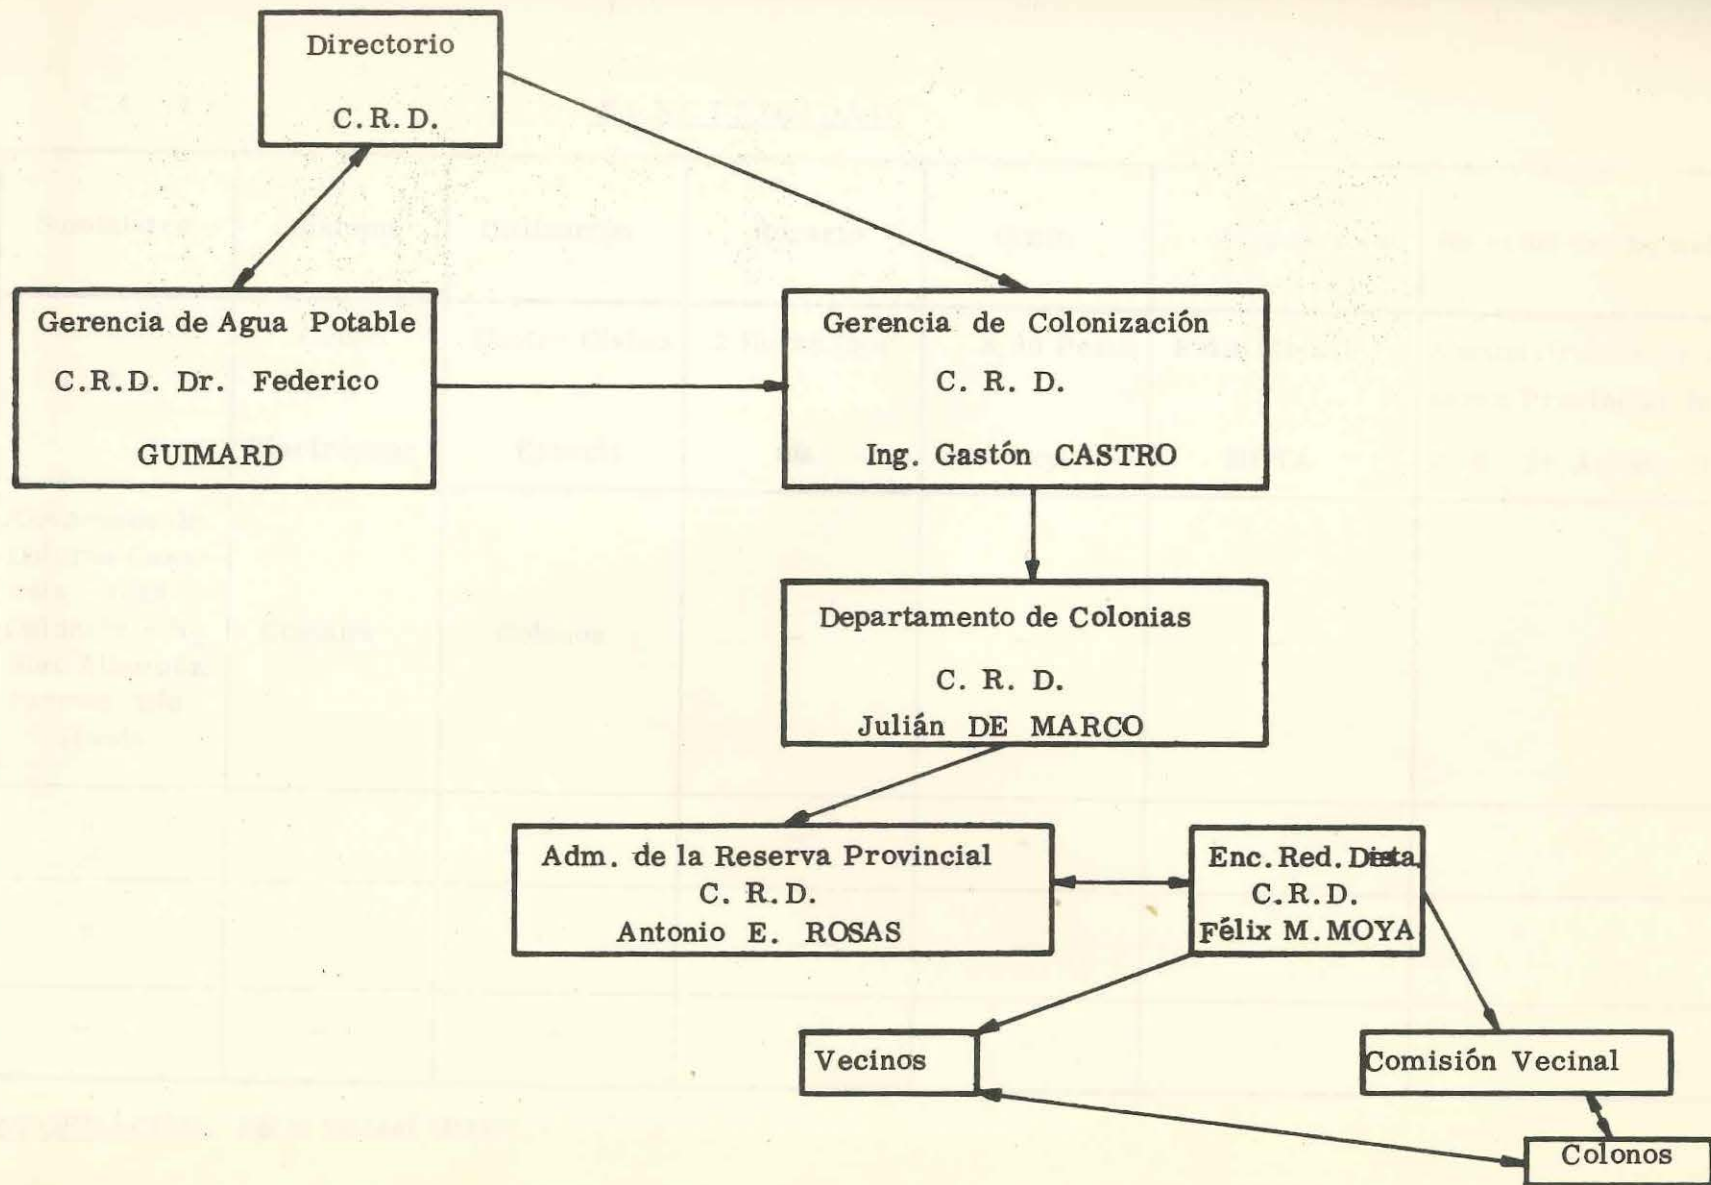 Directorio
C.R.D.
Gerencia de Agua Potable
C.R.D. Dr. Federico
GUIMARD
Gerencia de Colonización
C. R. D.
Ing. Gastón CASTRO
Departamento de Colonias
C. R. D.
Julián DE MARCO
Adm. de la Reserva Provincial
C. R.D.
Antonio E. ROSAS
Enc. Red. 
C.R.D.
Félix M. MOYA
Vecinos
Comisión Vecinal
Colonos